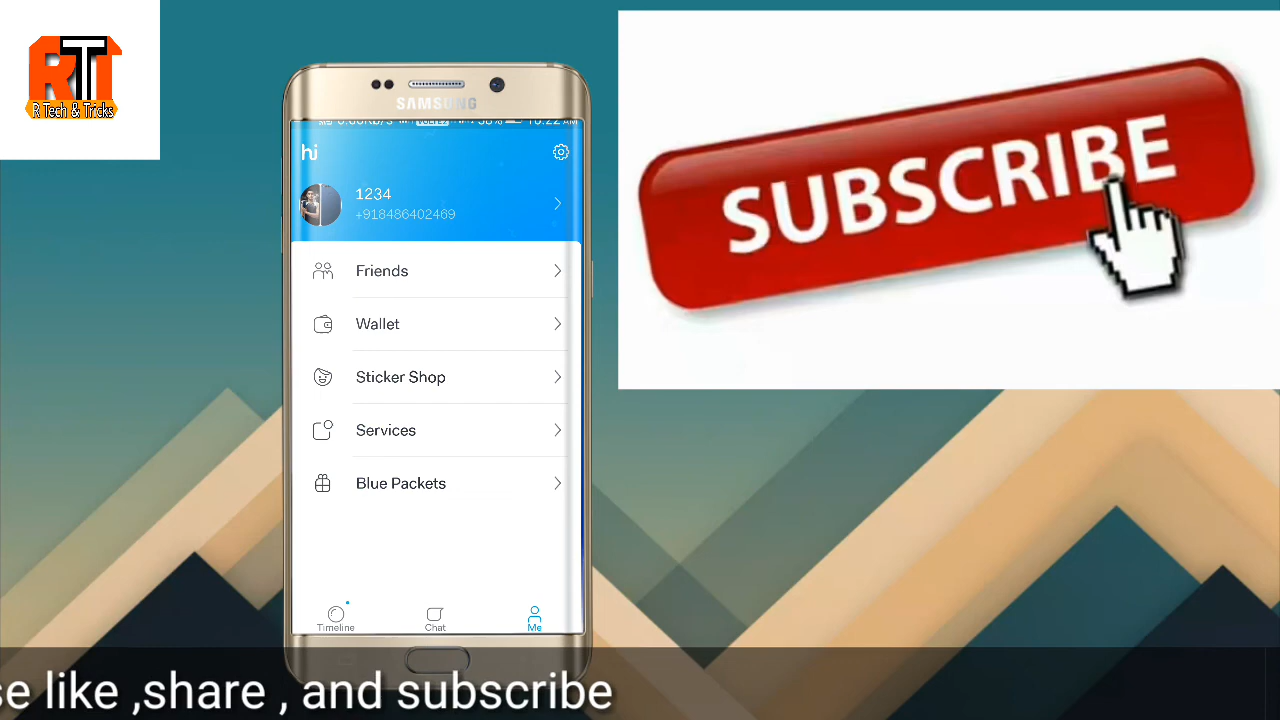 RTT
R Tech & Tricks
SAMSUNG
hi
1234
+918486402469
Friends
Wallet
Sticker Shop
Services
Blue Packets
Timeline
Chat
Me
SUBSCRIBE
se like ,share , and subscribe